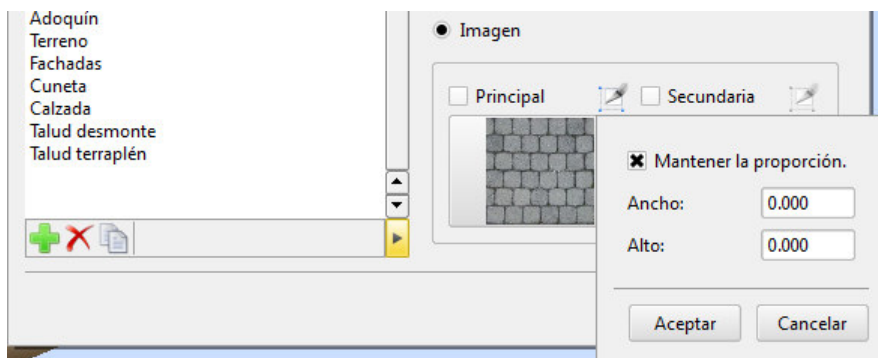 Adoquín
Terreno
Fachadas
Cuneta
Calzada
Talud desmonte
Talud terraplén
Imagen
Principal
Secundaria
Mantener la proporción.
Ancho: 0.000
Alto: 0.000
Aceptar Cancelar